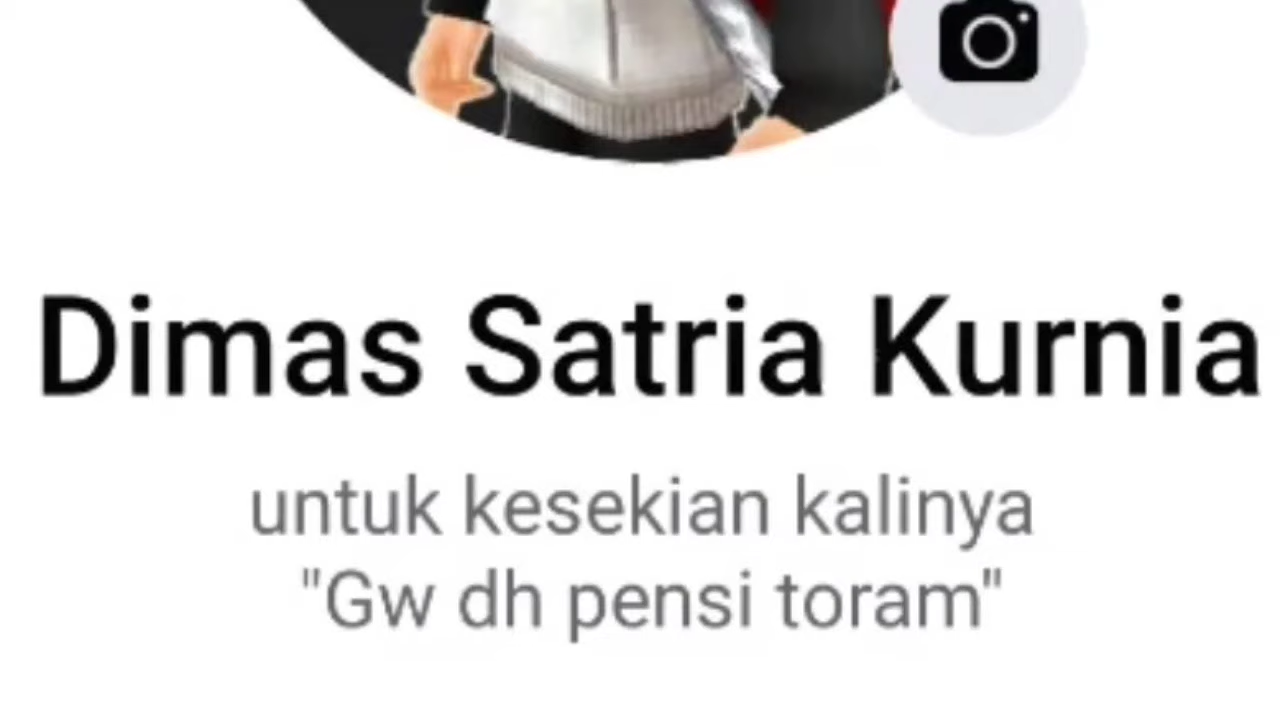 Dimas Satria Kurnia
untuk kesekian kalinya
"Gw dh pensi toram"